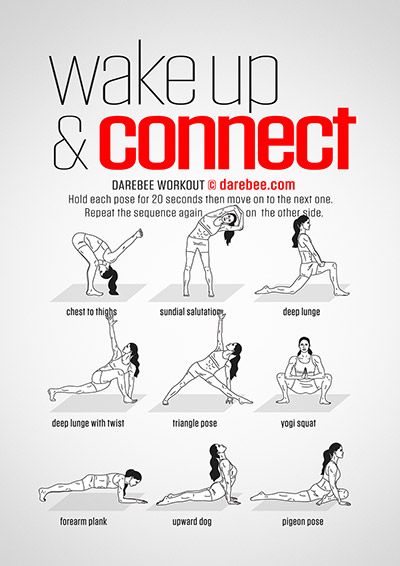 wake up
& connect
DAREBEE WORKOUT © darebee.com
Hold each pose for 20 seconds then move on to the next one.
Repeat the sequence again on the other side.
chest to thighs
sundial salutation
deep lunge
deep lunge with twist
triangle pose
yogi squat
forearm plank
upward dog
pigeon pose